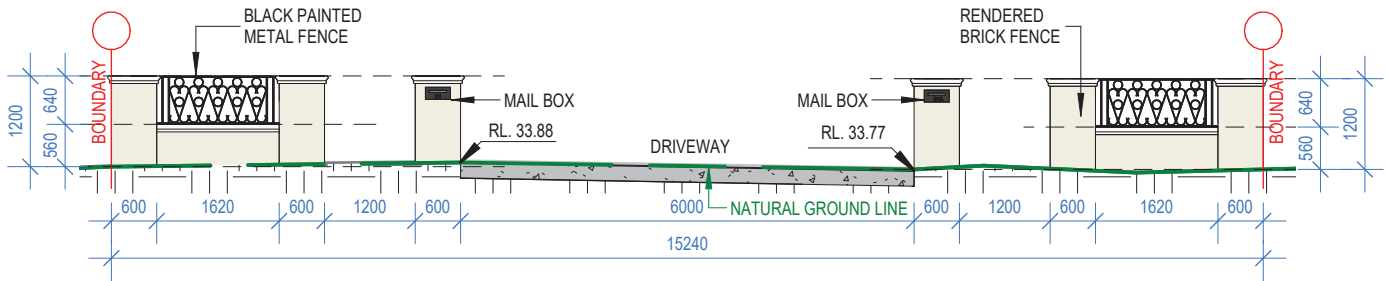 BLACK PAINTED
METAL FENCE
RENDERED
BRICK FENCE
BOUNDARY
1200
640
560
MAIL BOX
RL. 33.88
DRIVEWAY
MAIL BOX
RL. 33.77
BOUNDARY
640
560
1200
NATURAL GROUND LINE
600
1620
600
1200
600
6000
600
1200
600
1620
600
15240